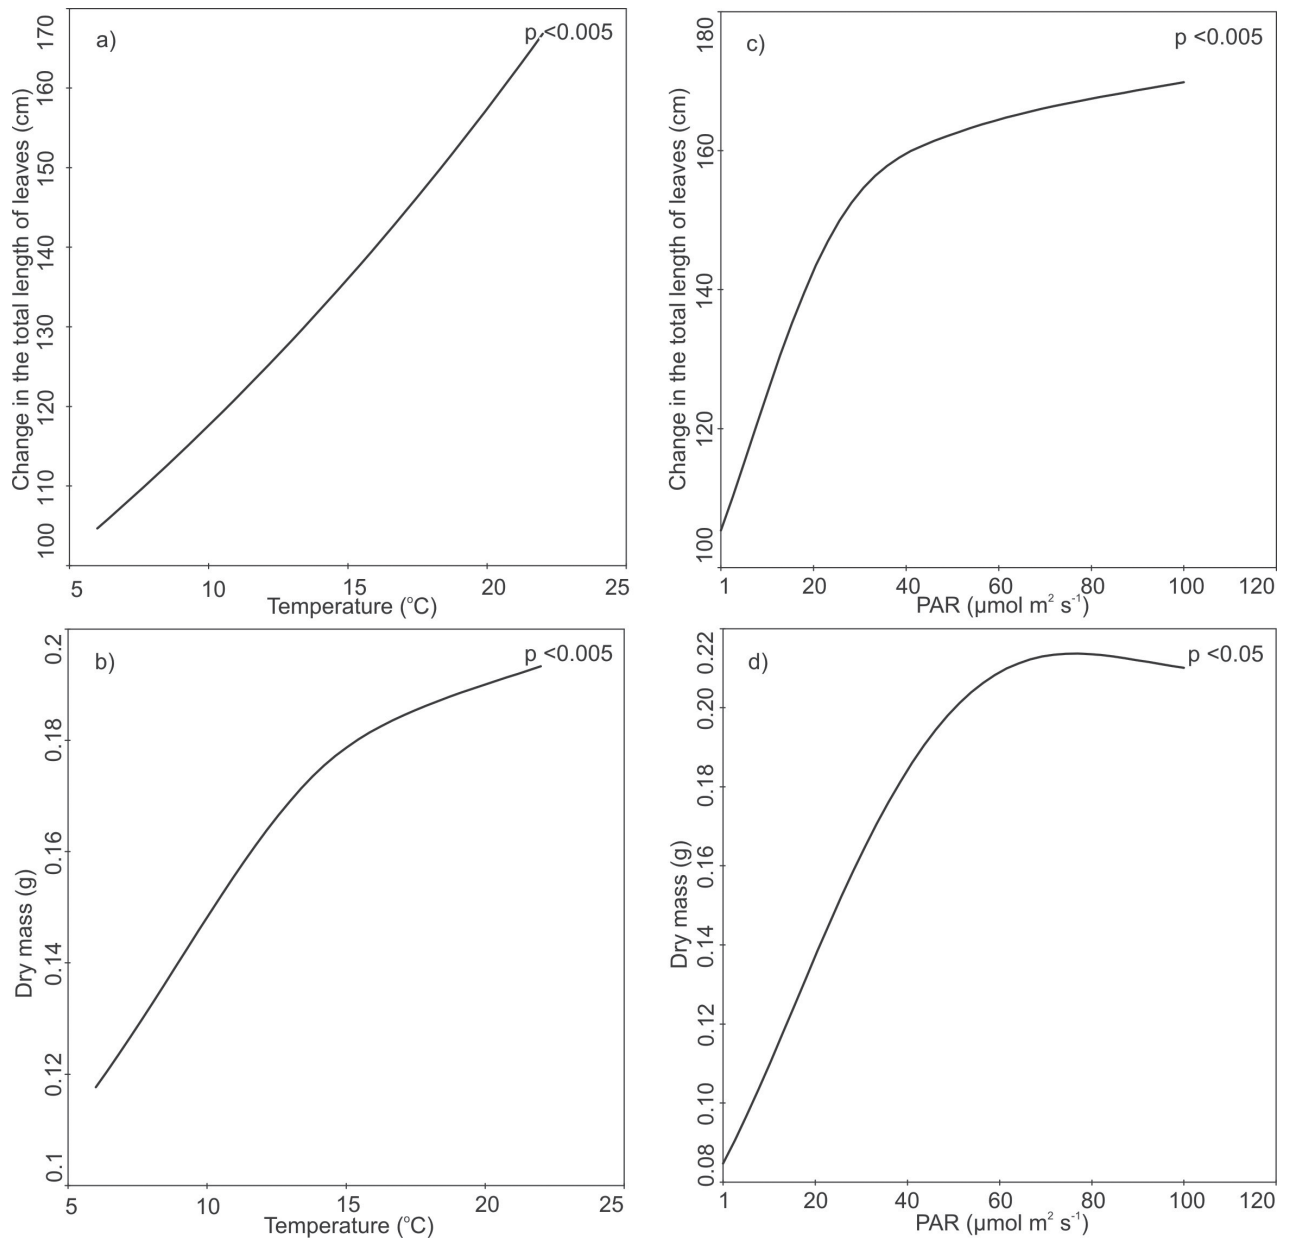 a)
p <0.005
Change in the total length of leaves (cm)
170
160
150
140
130
120
110
100
5 10 15 20 25
Temperature (°C)
c)
p <0.005
Change in the total length of leaves (cm)
180
160
140
120
100
1 20 40 60 80 100 120
PAR (µmol m² s⁻¹)
b)
p <0.005
Dry mass (g)
0.2
0.18
0.16
0.14
0.12
0.1
5 10 15 20 25
Temperature (°C)
d)
p <0.05
Dry mass (g)
0.22
0.20
0.18
0.16
0.14
0.12
0.10
0.08
1 20 40 60 80 100 120
PAR (µmol m² s⁻¹)